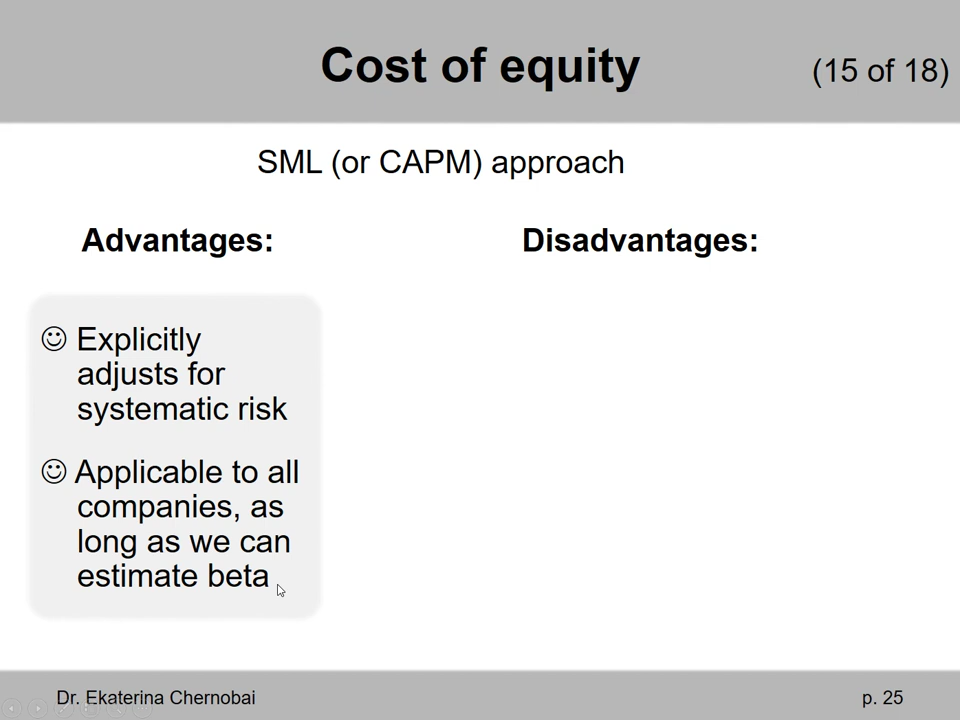 Cost of equity
(15 of 18)
SML (or CAPM) approach
Advantages:
Disadvantages:
☺ Explicitly
adjusts for
systematic risk
☺ Applicable to all
companies, as
long as we can
estimate beta
Dr. Ekaterina Chernobai
p. 25